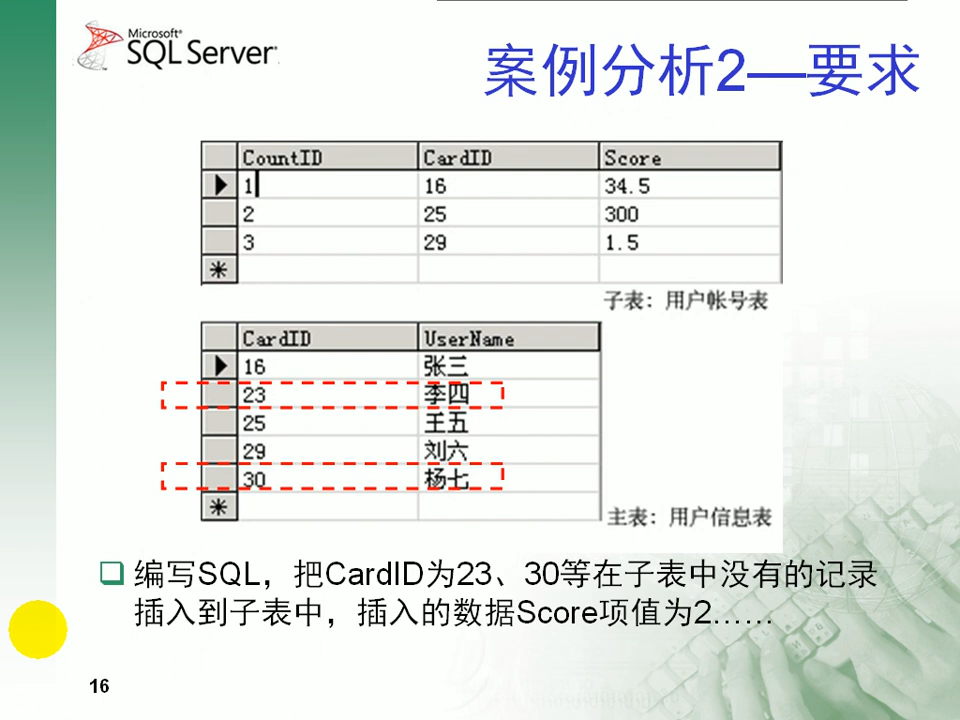 Microsoft®
SQL Server
案例分析2—要求
CountID CardID Score
1 16 34.5
2 25 300
3 29 1.5
子表：用户帐号表
CardID UserName
16 张三
23 李四
25 王五
29 刘六
30 杨七
主表：用户信息表
编写SQL，把CardID为23、30等在子表中没有的记录
插入到子表中，插入的数据Score项值为2……
16